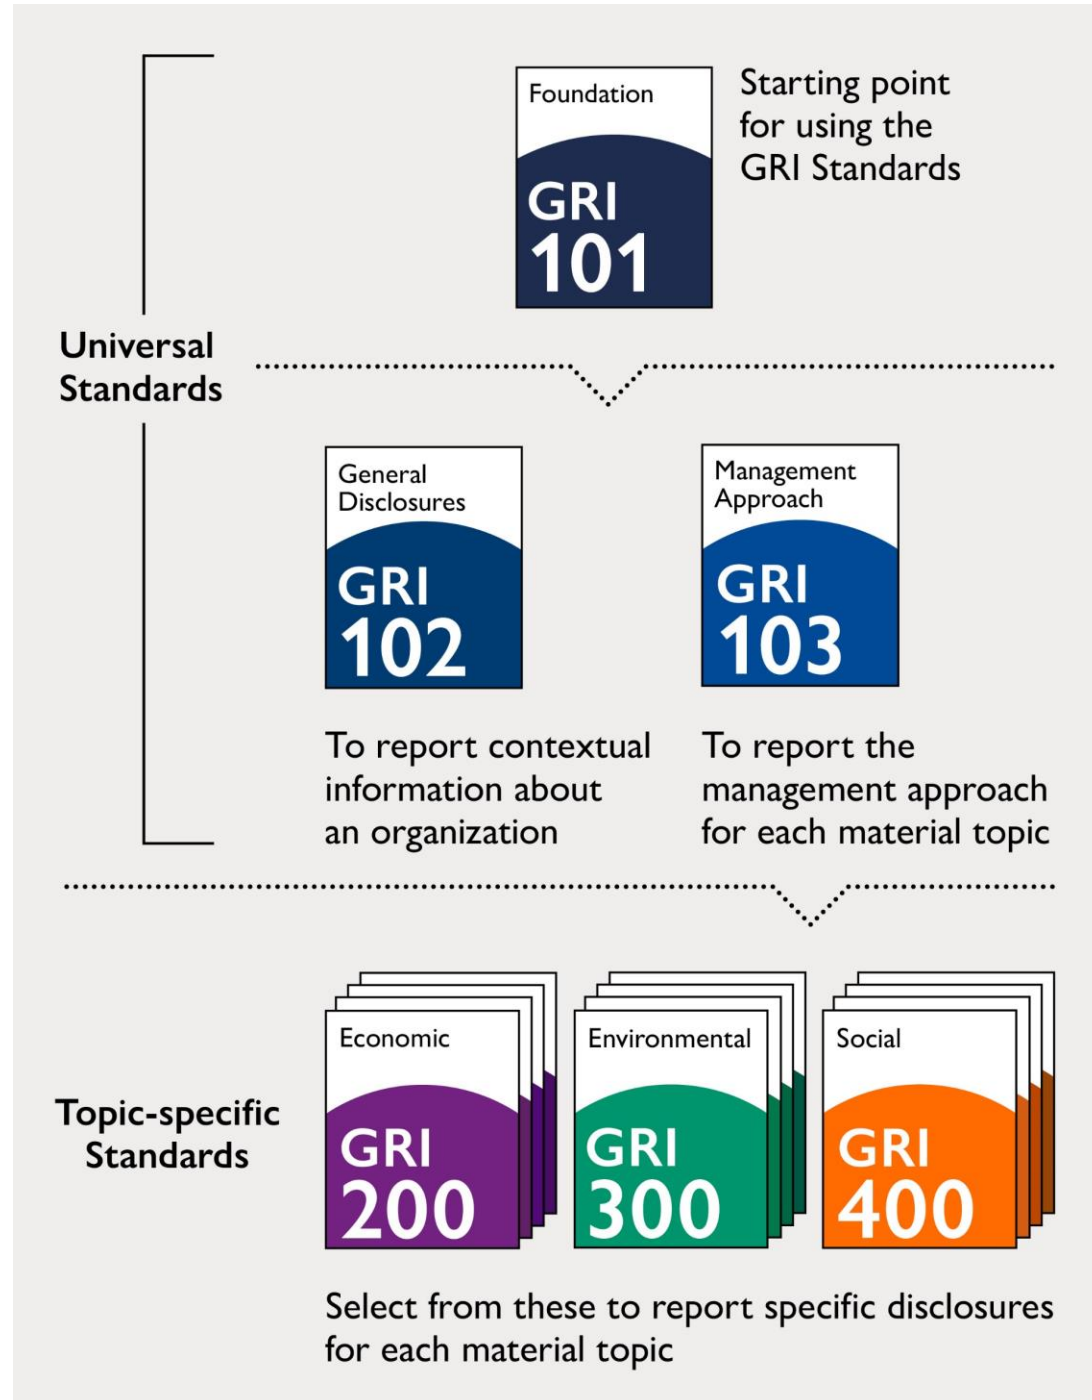 Foundation
GRI
101
Starting point
for using the
GRI Standards
Universal
Standards
General
Disclosures
GRI
102
Management
Approach
GRI
103
To report contextual
information about
an organization
To report the
management approach
for each material topic
Topic-specific
Standards
Economic
GRI
200
Environmental
GRI
300
Social
GRI
400
Select from these to report specific disclosures
for each material topic